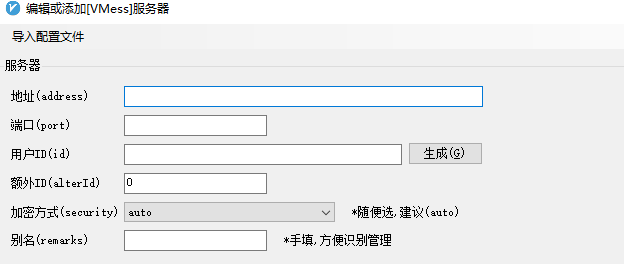 编辑或添加[VMess]服务器
导入配置文件
服务器
地址(address)
端口(port)
用户ID(id) 生成(G)
额外ID(alterId) 0
加密方式(security) auto *随便选,建议(auto)
别名(remarks) *手填,方便识别管理